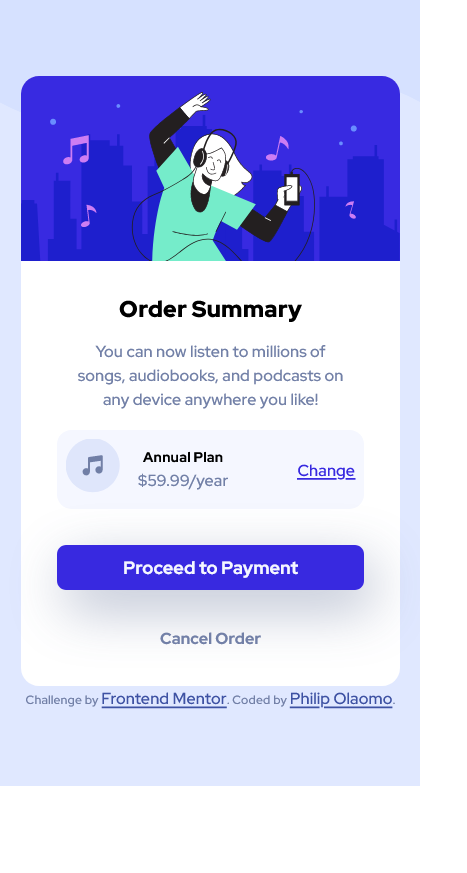 Order Summary
You can now listen to millions of
songs, audiobooks, and podcasts on
any device anywhere you like!
Annual Plan
$59.99/year
Change
Proceed to Payment
Cancel Order
Challenge by Frontend Mentor. Coded by Philip Olaomo.